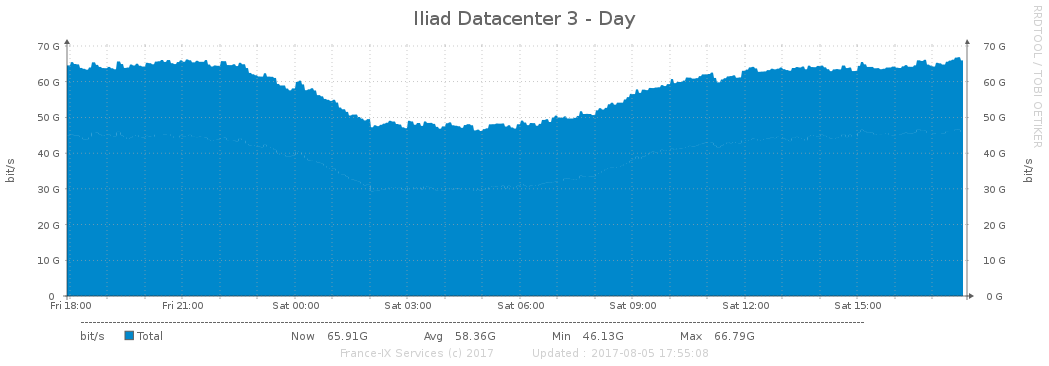 Iliad Datacenter 3 - Day
RRDTOOL / TOBI OETIKER
bit/s
bit/s
70 G 70 G
60 G 60 G
50 G 50 G
40 G 40 G
30 G 30 G
20 G 20 G
10 G 10 G
0 0 G
Fri 18:00 Fri 21:00 Sat 00:00 Sat 03:00 Sat 06:00 Sat 09:00 Sat 12:00 Sat 15:00
bit/s Total Now 65.91G Avg 58.36G Min 46.13G Max 66.79G
France-IX Services (c) 2017 Updated : 2017-08-05 17:55:08